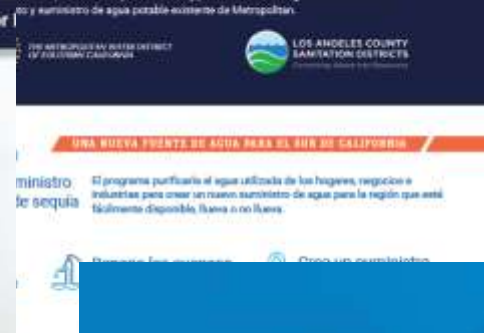 to y suministro de agua potable existente de Metropolitan.
THE METROPOLITAN WATER DISTRICT
OF SOUTHERN CALIFORNIA
LOS ANGELES COUNTY
SANITATION DISTRICTS
UNA NUEVA FUENTE DE AGUA PARA EL SUR DE CALIFORNIA
ministro
de sequía
El programa purificaría el agua utilizada de los hogares, negocios e
industrias para crear un nuevo suministro de agua para la región que esté
fácilmente disponible, llueva o no llueva.
Crea un suministro